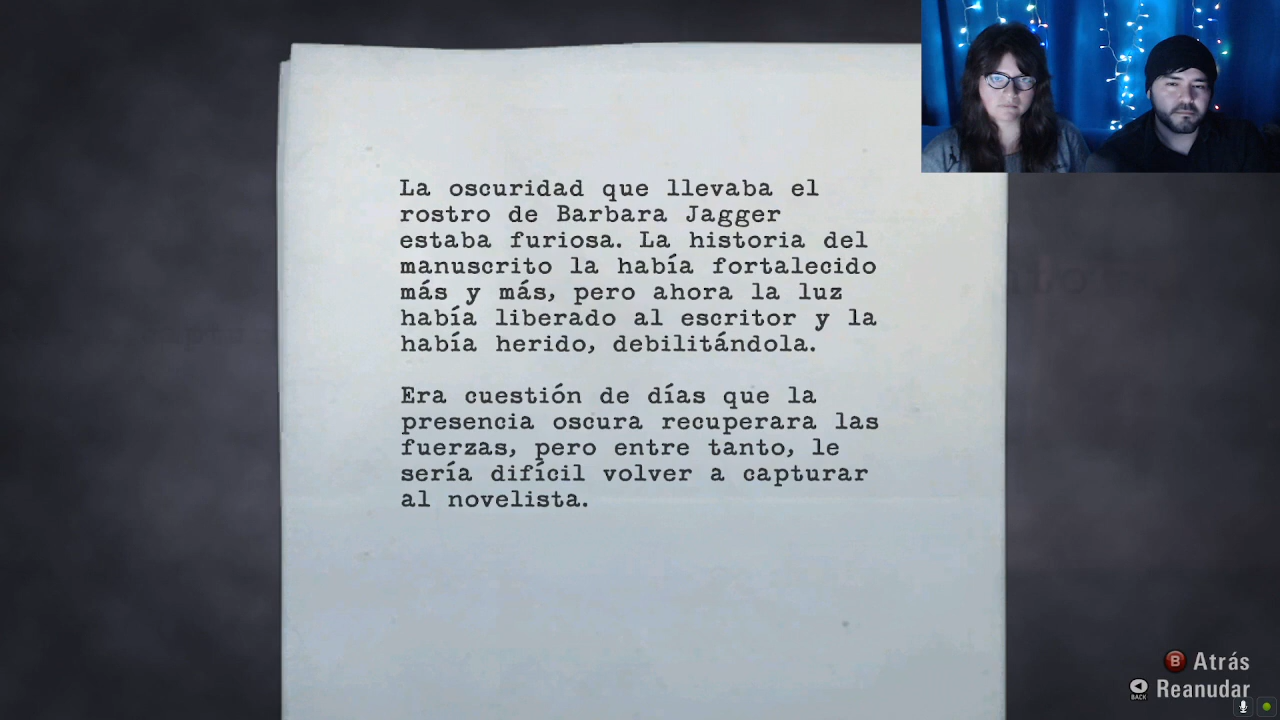 La oscuridad que llevaba el
rostro de Barbara Jagger
estaba furiosa. La historia del
manuscrito la había fortalecido
más y más, pero ahora la luz
había liberado al escritor y la
había herido, debilitándola.
Era cuestión de días que la
presencia oscura recuperara las
fuerzas, pero entre tanto, le
sería difícil volver a capturar
al novelista.
B Atrás
BACK Reanudar